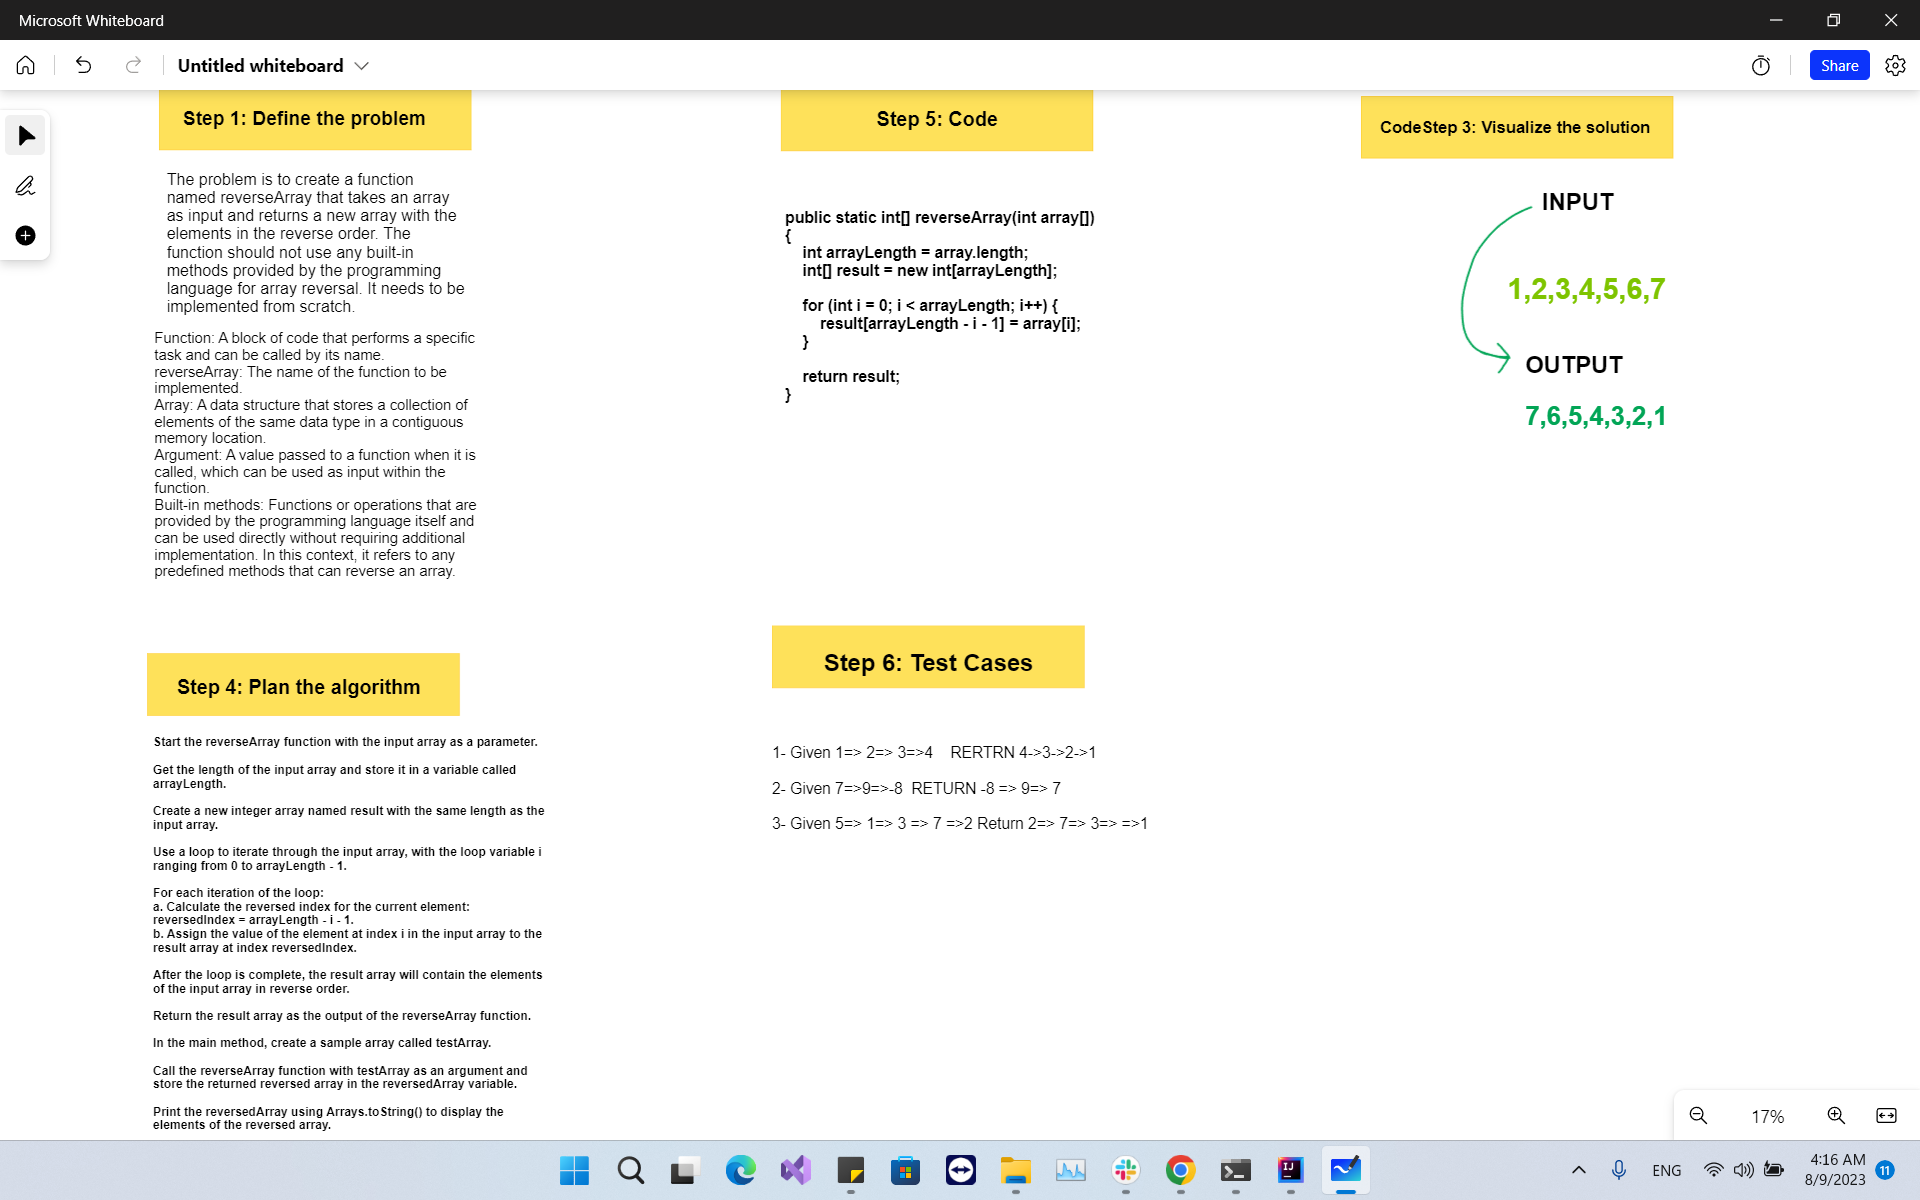 Microsoft Whiteboard
Untitled whiteboard
Share
Step 1: Define the problem
The problem is to create a function
named reverseArray that takes an array
as input and returns a new array with the
elements in the reverse order. The
function should not use any built-in
methods provided by the programming
language for array reversal. It needs to be
implemented from scratch.
Function: A block of code that performs a specific
task and can be called by its name.
reverseArray: The name of the function to be
implemented.
Array: A data structure that stores a collection of
elements of the same data type in a contiguous
memory location.
Argument: A value passed to a function when it is
called, which can be used as input within the
function.
Built-in methods: Functions or operations that are
provided by the programming language itself and
can be used directly without requiring additional
implementation. In this context, it refers to any
predefined methods that can reverse an array.
Step 4: Plan the algorithm
Start the reverseArray function with the input array as a parameter.
Get the length of the input array and store it in a variable called
arrayLength.
Create a new integer array named result with the same length as the
input array.
Use a loop to iterate through the input array, with the loop variable i
ranging from 0 to arrayLength - 1.
For each iteration of the loop:
a. Calculate the reversed index for the current element:
reversedIndex = arrayLength - i - 1.
b. Assign the value of the element at index i in the input array to the
result array at index reversedIndex.
After the loop is complete, the result array will contain the elements
of the input array in reverse order.
Return the result array as the output of the reverseArray function.
In the main method, create a sample array called testArray.
Call the reverseArray function with testArray as an argument and
store the returned reversed array in the reversedArray variable.
Print the reversedArray using Arrays.toString() to display the
elements of the reversed array.
Step 5: Code
public static int[] reverseArray(int array[])
{
int arrayLength = array.length;
int[] result = new int[arrayLength];
for (int i = 0; i < arrayLength; i++) {
result[arrayLength - i - 1] = array[i];
}
return result;
}
Step 6: Test Cases
1- Given 1=> 2=> 3=>4 RERTRN 4->3->2->1
2- Given 7=>9=>-8 RETURN -8 => 9=> 7
3- Given 5=> 1=> 3 => 7 =>2 Return 2=> 7=> 3=> =>1
CodeStep 3: Visualize the solution
INPUT
1,2,3,4,5,6,7
OUTPUT
7,6,5,4,3,2,1
17%
IJ
ENG
4:16 AM
8/9/2023
11